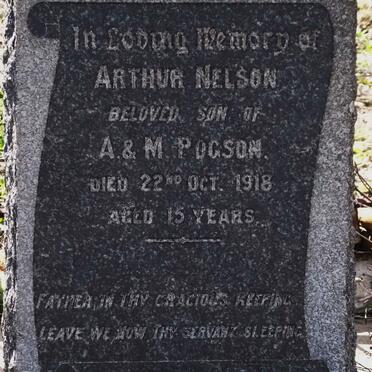 In Loving Memory of
ARTHUR NELSON
BELOVED SON OF
A. & M. POGSON.
DIED 22ND OCT. 1918
AGED 15 YEARS.
FATHER IN THY GRACIOUS KEEPING
LEAVE WE NOW THY SERVANT SLEEPING